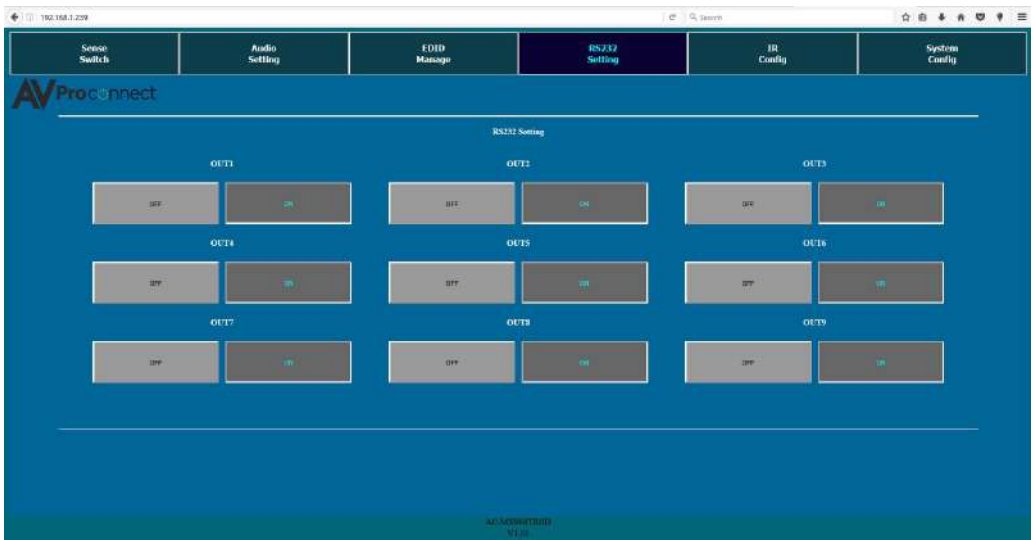 192.168.1.239
Search
Sense
Switch
Audio
Setting
EDID
Manage
RS232
Setting
IR
Config
System
Config
AVProconnect
RS232 Setting
OUT1 OUT2 OUT3
OFF ON OFF ON OFF ON
OUT4 OUT5 OUT6
OFF ON OFF ON OFF ON
OUT7 OUT8 OUT9
OFF ON OFF ON OFF ON